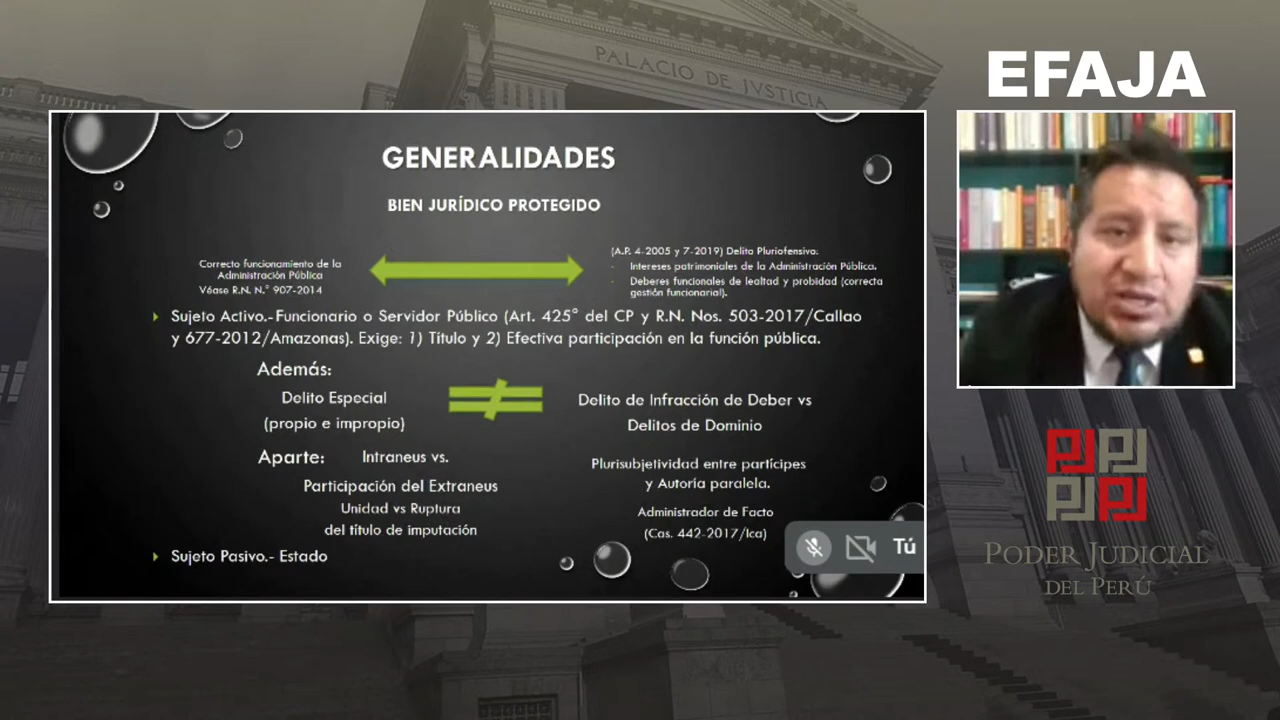 PALACIO DE JUSTICIA
EFAJA
GENERALIDADES
BIEN JURÍDICO PROTEGIDO
Correcto funcionamiento de la
Administración Pública
Véase R.N. N.° 907-2014
(A.P. 4-2005 y 7-2019) Delito Pluriofensivo.
- Intereses patrimoniales de la Administración Pública.
- Deberes funcionales de lealtad y probidad (correcta
gestión funcionarial).
Sujeto Activo.- Funcionario o Servidor Público (Art. 425° del CP y R.N. Nos. 503-2017/Callao
y 677-2012/Amazonas). Exige: 1) Título y 2) Efectiva participación en la función pública.
Además:
Delito Especial
(propio e impropio)
Delito de Infracción de Deber vs
Delitos de Dominio
Aparte: Intraneus vs.
Participación del Extraneus
Unidad vs Ruptura
del título de imputación
Plurisubjetividad entre partícipes
y Autoría paralela.
Administrador de Facto
(Cas. 442-2017/Ica)
Sujeto Pasivo.- Estado
Tú
PJ PJ
PJ PJ
PODER JUDICIAL
DEL PERÚ